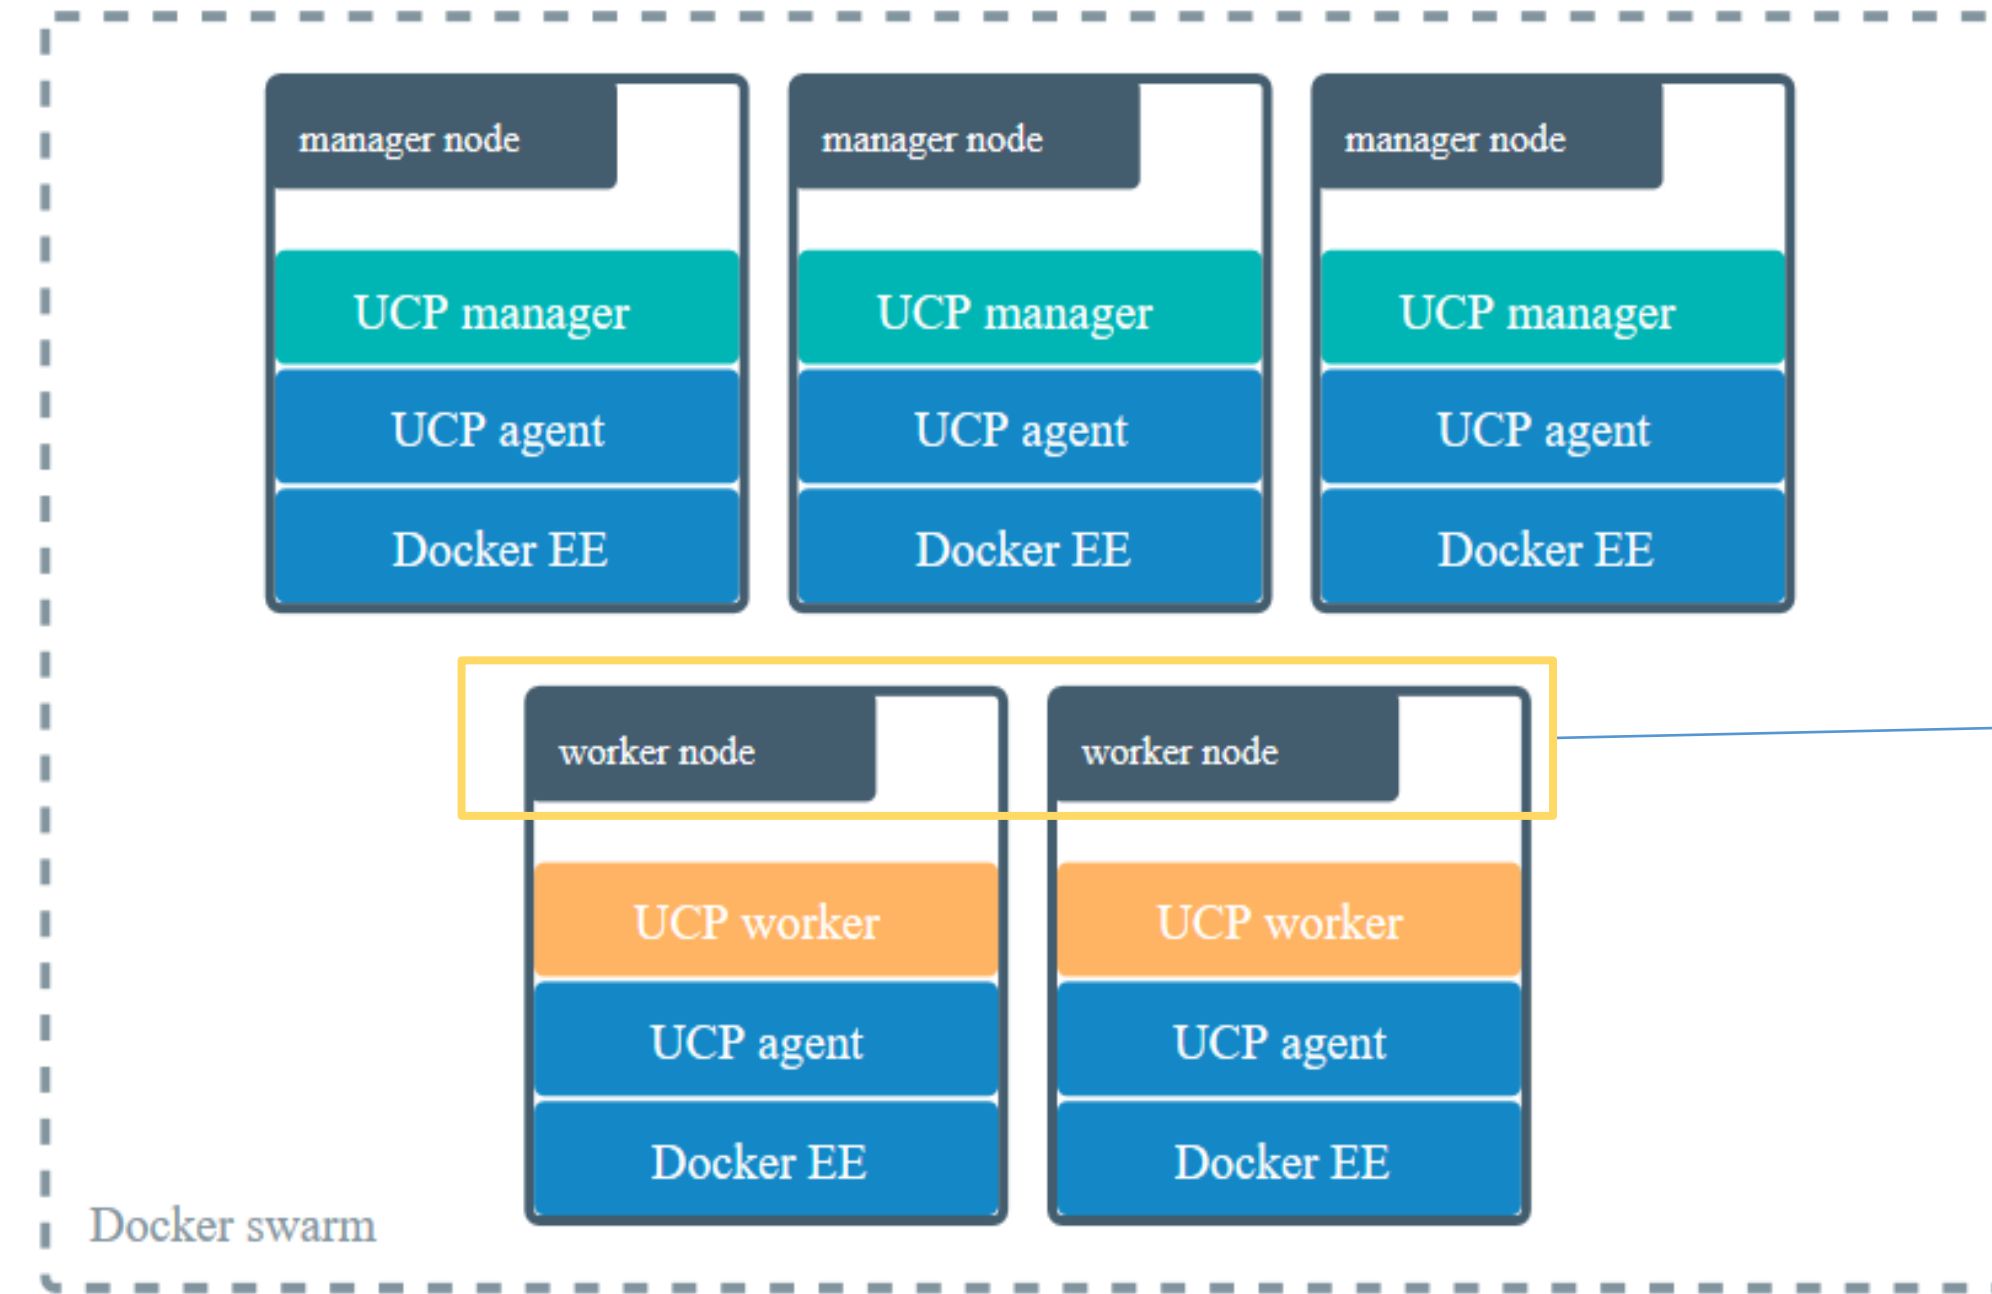 manager node
manager node
manager node
UCP manager
UCP manager
UCP manager
UCP agent
UCP agent
UCP agent
Docker EE
Docker EE
Docker EE
worker node
worker node
UCP worker
UCP worker
UCP agent
UCP agent
Docker EE
Docker EE
Docker swarm